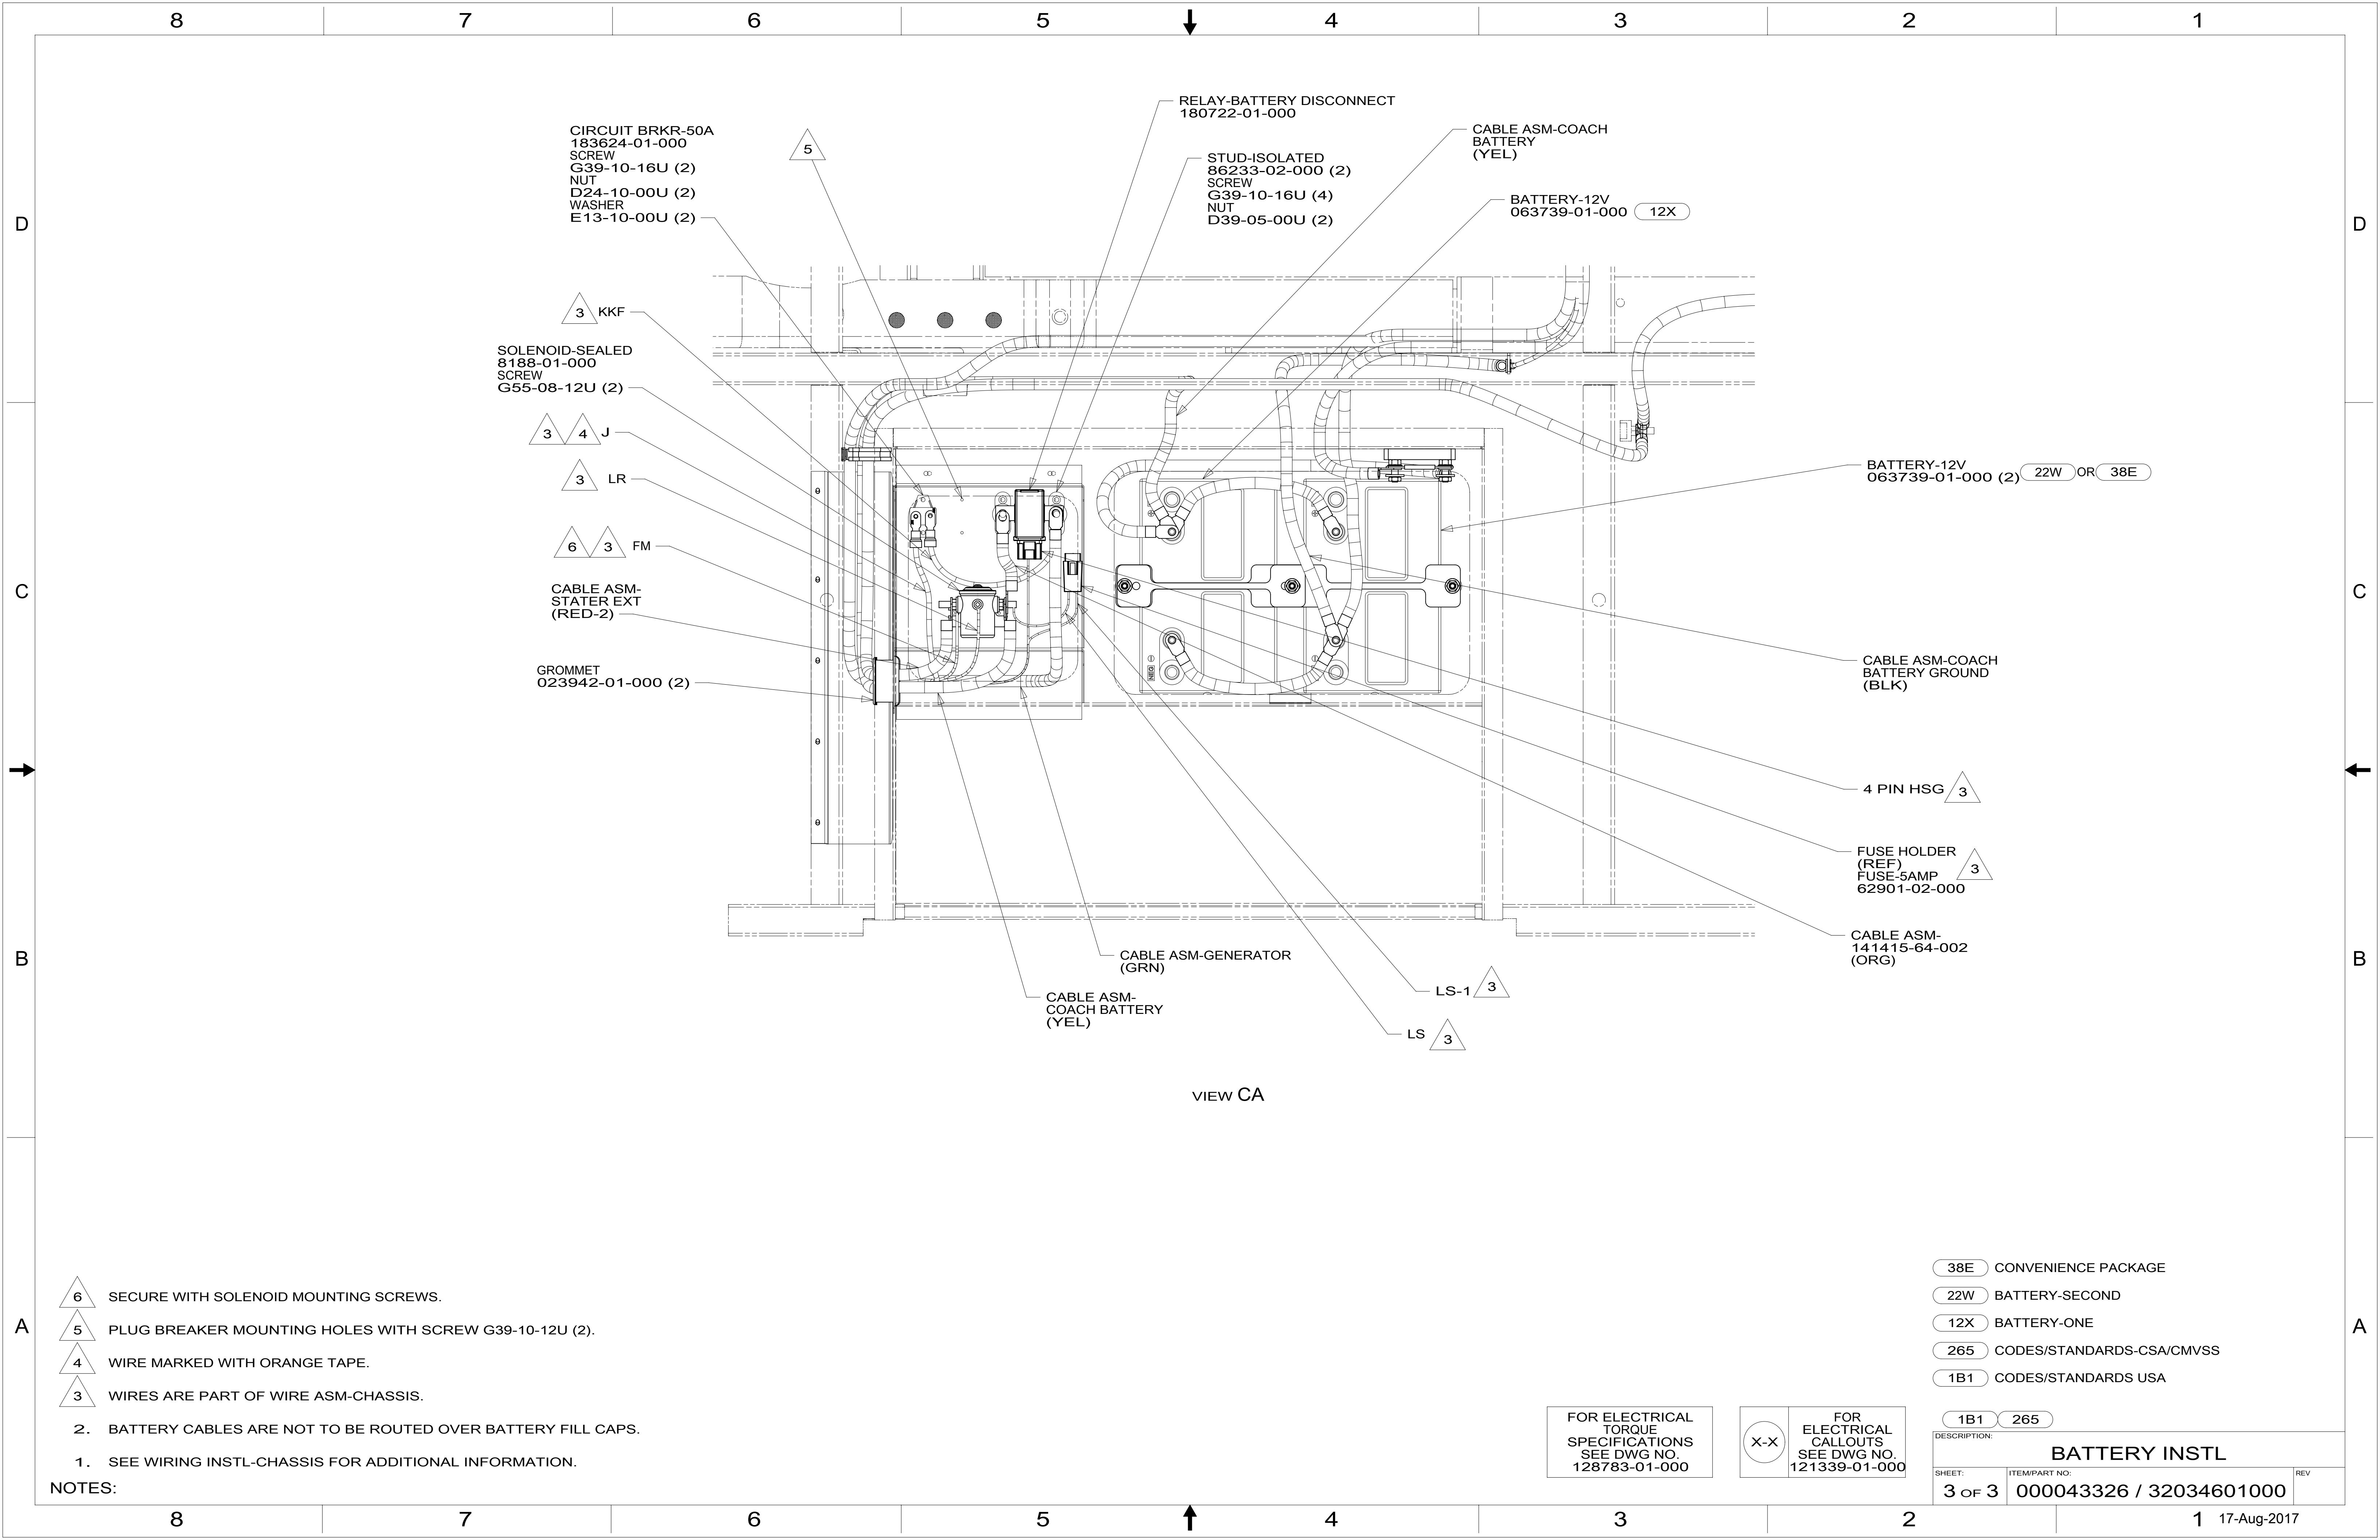 8 7 6 5 4 3 2 1
D
D
C
C
B
B
A
A
RELAY-BATTERY DISCONNECT
180722-01-000
CIRCUIT BRKR-50A
183624-01-000
SCREW
G39-10-16U (2)
NUT
D24-10-00U (2)
WASHER
E13-10-00U (2)
5
STUD-ISOLATED
86233-02-000 (2)
SCREW
G39-10-16U (4)
NUT
D39-05-00U (2)
CABLE ASM-COACH
BATTERY
(YEL)
BATTERY-12V
063739-01-000 12X
3 KKF
SOLENOID-SEALED
8188-01-000
SCREW
G55-08-12U (2)
3 4 J
3 LR
6 3 FM
CABLE ASM-
STATER EXT
(RED-2)
GROMMET
023942-01-000 (2)
NEG
BATTERY-12V
063739-01-000 (2) 22W OR 38E
CABLE ASM-COACH
BATTERY GROUND
(BLK)
4 PIN HSG 3
FUSE HOLDER
(REF)
FUSE-5AMP
62901-02-000
3
CABLE ASM-
141415-64-002
(ORG)
CABLE ASM-GENERATOR
(GRN)
CABLE ASM-
COACH BATTERY
(YEL)
LS-1 3
LS 3
VIEW CA
6 SECURE WITH SOLENOID MOUNTING SCREWS.
5 PLUG BREAKER MOUNTING HOLES WITH SCREW G39-10-12U (2).
4 WIRE MARKED WITH ORANGE TAPE.
3 WIRES ARE PART OF WIRE ASM-CHASSIS.
2. BATTERY CABLES ARE NOT TO BE ROUTED OVER BATTERY FILL CAPS.
1. SEE WIRING INSTL-CHASSIS FOR ADDITIONAL INFORMATION.
NOTES:
38E CONVENIENCE PACKAGE
22W BATTERY-SECOND
12X BATTERY-ONE
265 CODES/STANDARDS-CSA/CMVSS
1B1 CODES/STANDARDS USA
FOR ELECTRICAL
TORQUE
SPECIFICATIONS
SEE DWG NO.
128783-01-000
X-X
FOR
ELECTRICAL
CALLOUTS
SEE DWG NO.
121339-01-000
1B1 265
DESCRIPTION:
BATTERY INSTL
SHEET:
3 OF 3
ITEM/PART NO:
000043326 / 32034601000
REV
8 7 6 5 4 3 2 1
17-Aug-2017